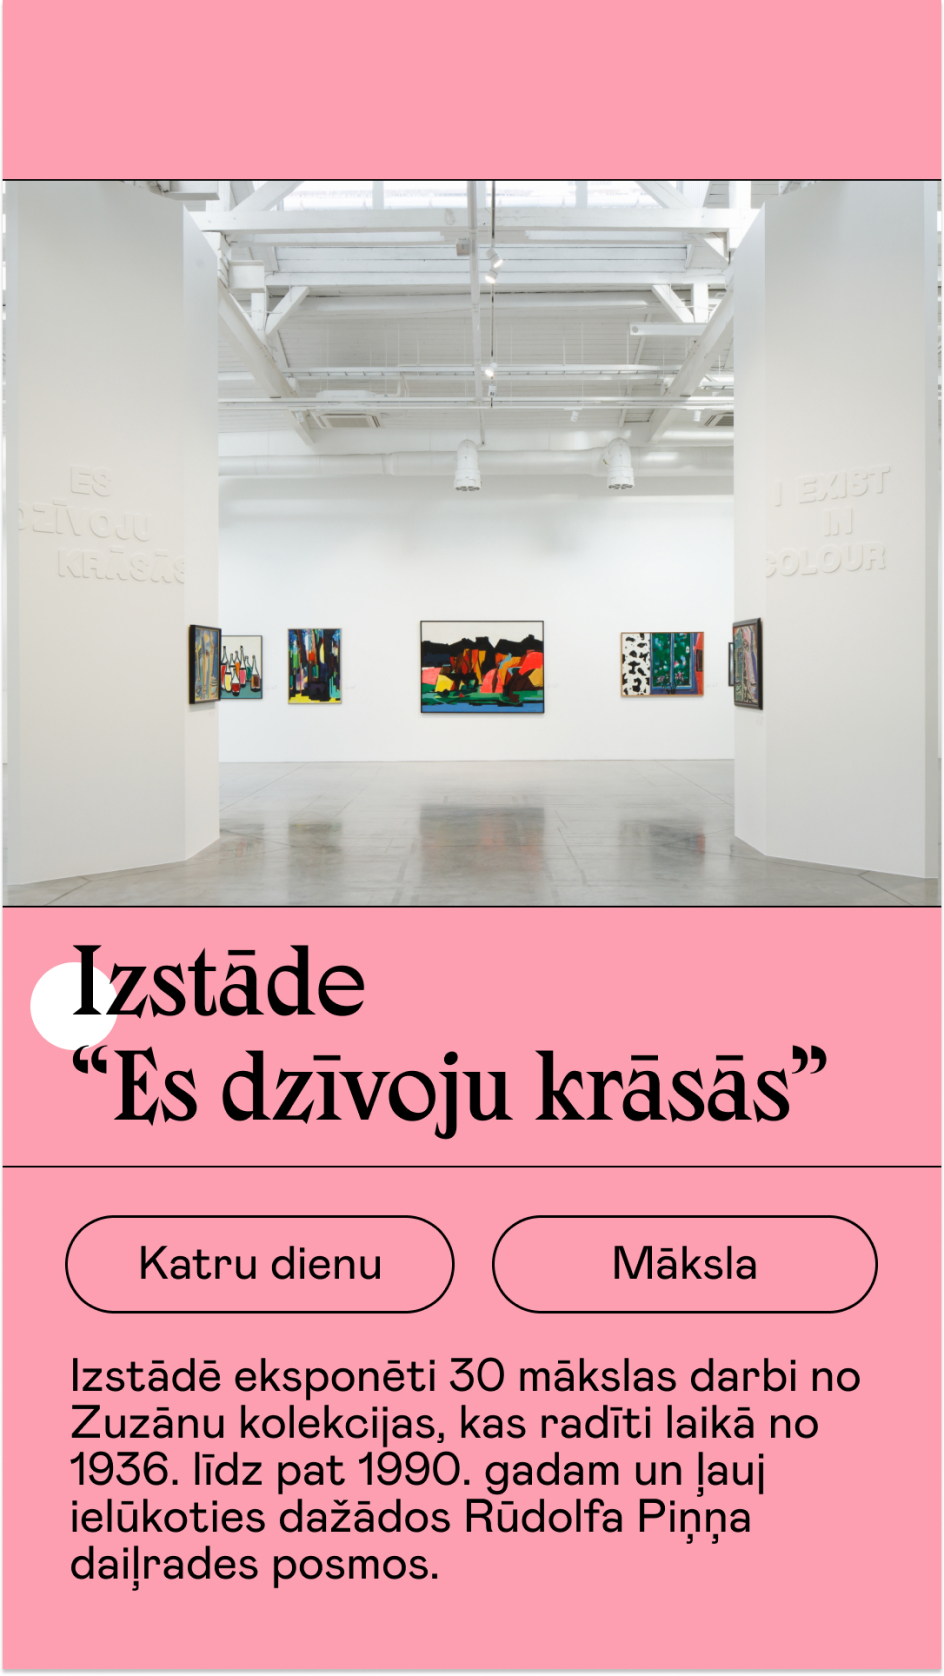 ES
DZĪVOJU
KRĀSĀS
I EXIST
IN
COLOUR
Izstāde
“Es dzīvoju krāsās”
Katru dienu
Māksla
Izstādē eksponēti 30 mākslas darbi no
Zuzānu kolekcijas, kas radīti laikā no
1936. līdz pat 1990. gadam un ļauj
ielūkoties dažādos Rūdolfa Piņņa
daiļrades posmos.